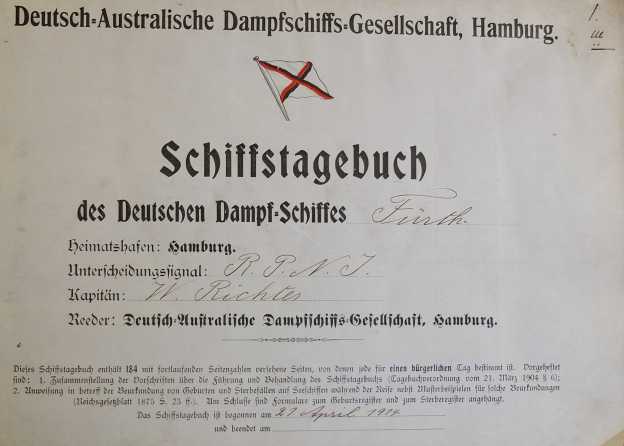 Deutsch-Australische Dampfschiffs-Gesellschaft, Hamburg.
1.
III
Schiffstagebuch
des Deutschen Dampf-Schiffes Fürth.
Heimatshafen: Hamburg.
Unterscheidungssignal: R. P. N. J.
Kapitän: W. Richter
Reeder: Deutsch-Australische Dampfschiffs-Gesellschaft, Hamburg.
Dieses Schiffstagebuch enthält 184 mit fortlaufenden Seitenzahlen versehene Seiten, von denen jede für einen bürgerlichen Tag bestimmt ist. Vorgeheftet
sind: 1. Zusammenstellung der Vorschriften über die Führung und Behandlung des Schiffstagebuchs (Tagebuchverordnung vom 21. März 1904 § 6);
2. Anweisung in betreff der Beurkundung von Geburten und Sterbefällen auf Seeschiffen während der Reise nebst Musterbeispielen für solche Beurkundungen
(Reichsgesetzblatt 1875 S. 23 ff.). Am Schlusse sind Formulare zum Geburtsregister und zum Sterberegister angehängt.
Das Schiffstagebuch ist begonnen am 27 April 1914
und beendet am